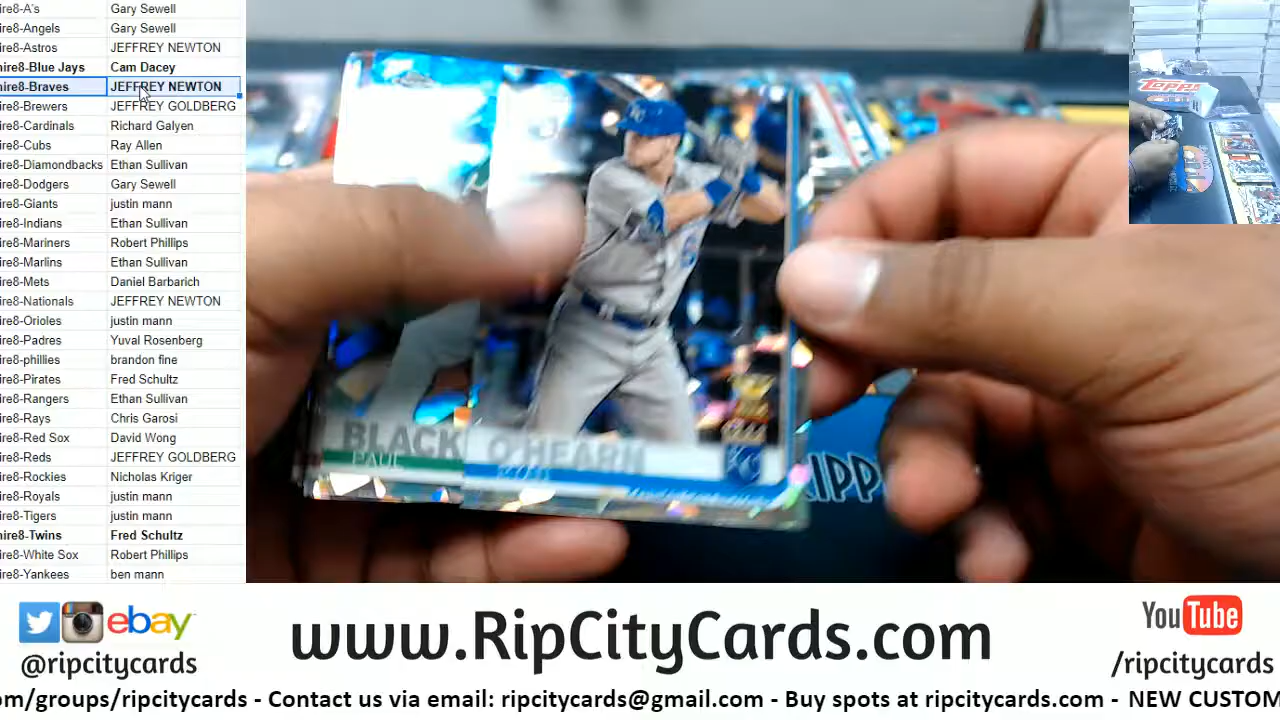 ire8-A's Gary Sewell
ire8-Angels Gary Sewell
ire8-Astros JEFFREY NEWTON
nire8-Blue Jays Cam Dacey
nire8-Braves JEFFREY NEWTON
ire8-Brewers JEFFREY GOLDBERG
ire8-Cardinals Richard Galyen
ire8-Cubs Ray Allen
ire8-Diamondbacks Ethan Sullivan
ire8-Dodgers Gary Sewell
ire8-Giants justin mann
ire8-Indians Ethan Sullivan
ire8-Mariners Robert Phillips
ire8-Marlins Ethan Sullivan
ire8-Mets Daniel Barbarich
ire8-Nationals JEFFREY NEWTON
ire8-Orioles justin mann
ire8-Padres Yuval Rosenberg
ire8-phillies brandon fine
ire8-Pirates Fred Schultz
ire8-Rangers Ethan Sullivan
ire8-Rays Chris Garosi
ire8-Red Sox David Wong
ire8-Reds JEFFREY GOLDBERG
ire8-Rockies Nicholas Kriger
ire8-Royals justin mann
ire8-Tigers justin mann
nire8-Twins Fred Schultz
ire8-White Sox Robert Phillips
ire8-Yankees ben mann
Topps
BLACK
PAUL
O'HEARN
KC
RIPP
ebay
@ripcitycards
www.RipCityCards.com
YouTube
/ripcitycards
om/groups/ripcitycards - Contact us via email: ripcitycards@gmail.com - Buy spots at ripcitycards.com - NEW CUSTOM